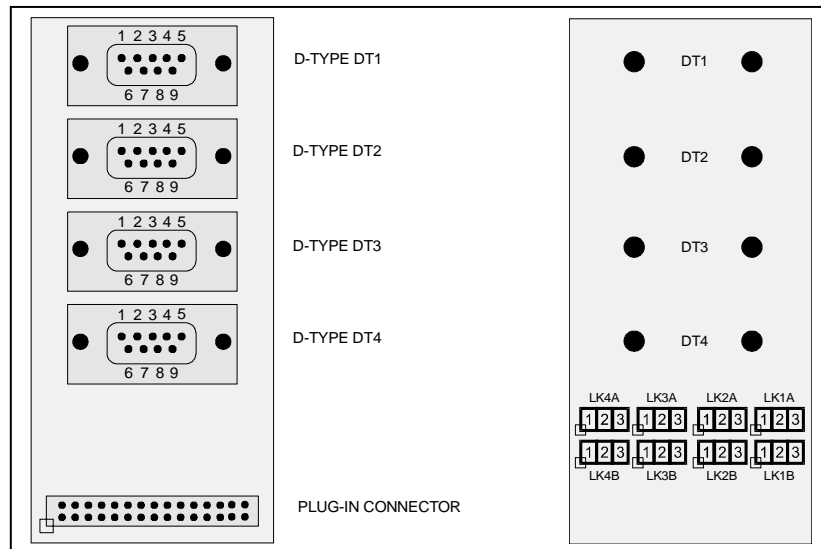 1 2 3 4 5
D-TYPE DT1
6 7 8 9
1 2 3 4 5
D-TYPE DT2
6 7 8 9
1 2 3 4 5
D-TYPE DT3
6 7 8 9
1 2 3 4 5
D-TYPE DT4
6 7 8 9
PLUG-IN CONNECTOR
DT1
DT2
DT3
DT4
LK4A LK3A LK2A LK1A
1 2 3 1 2 3 1 2 3 1 2 3
1 2 3 1 2 3 1 2 3 1 2 3
LK4B LK3B LK2B LK1B